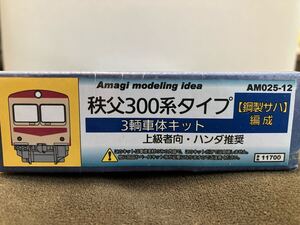 Amagi modeling idea
AM025-12
秩父300系タイプ
【鋼製サハ】
編成
3輌車体キット
上級者向・ハンダ推奨
11700